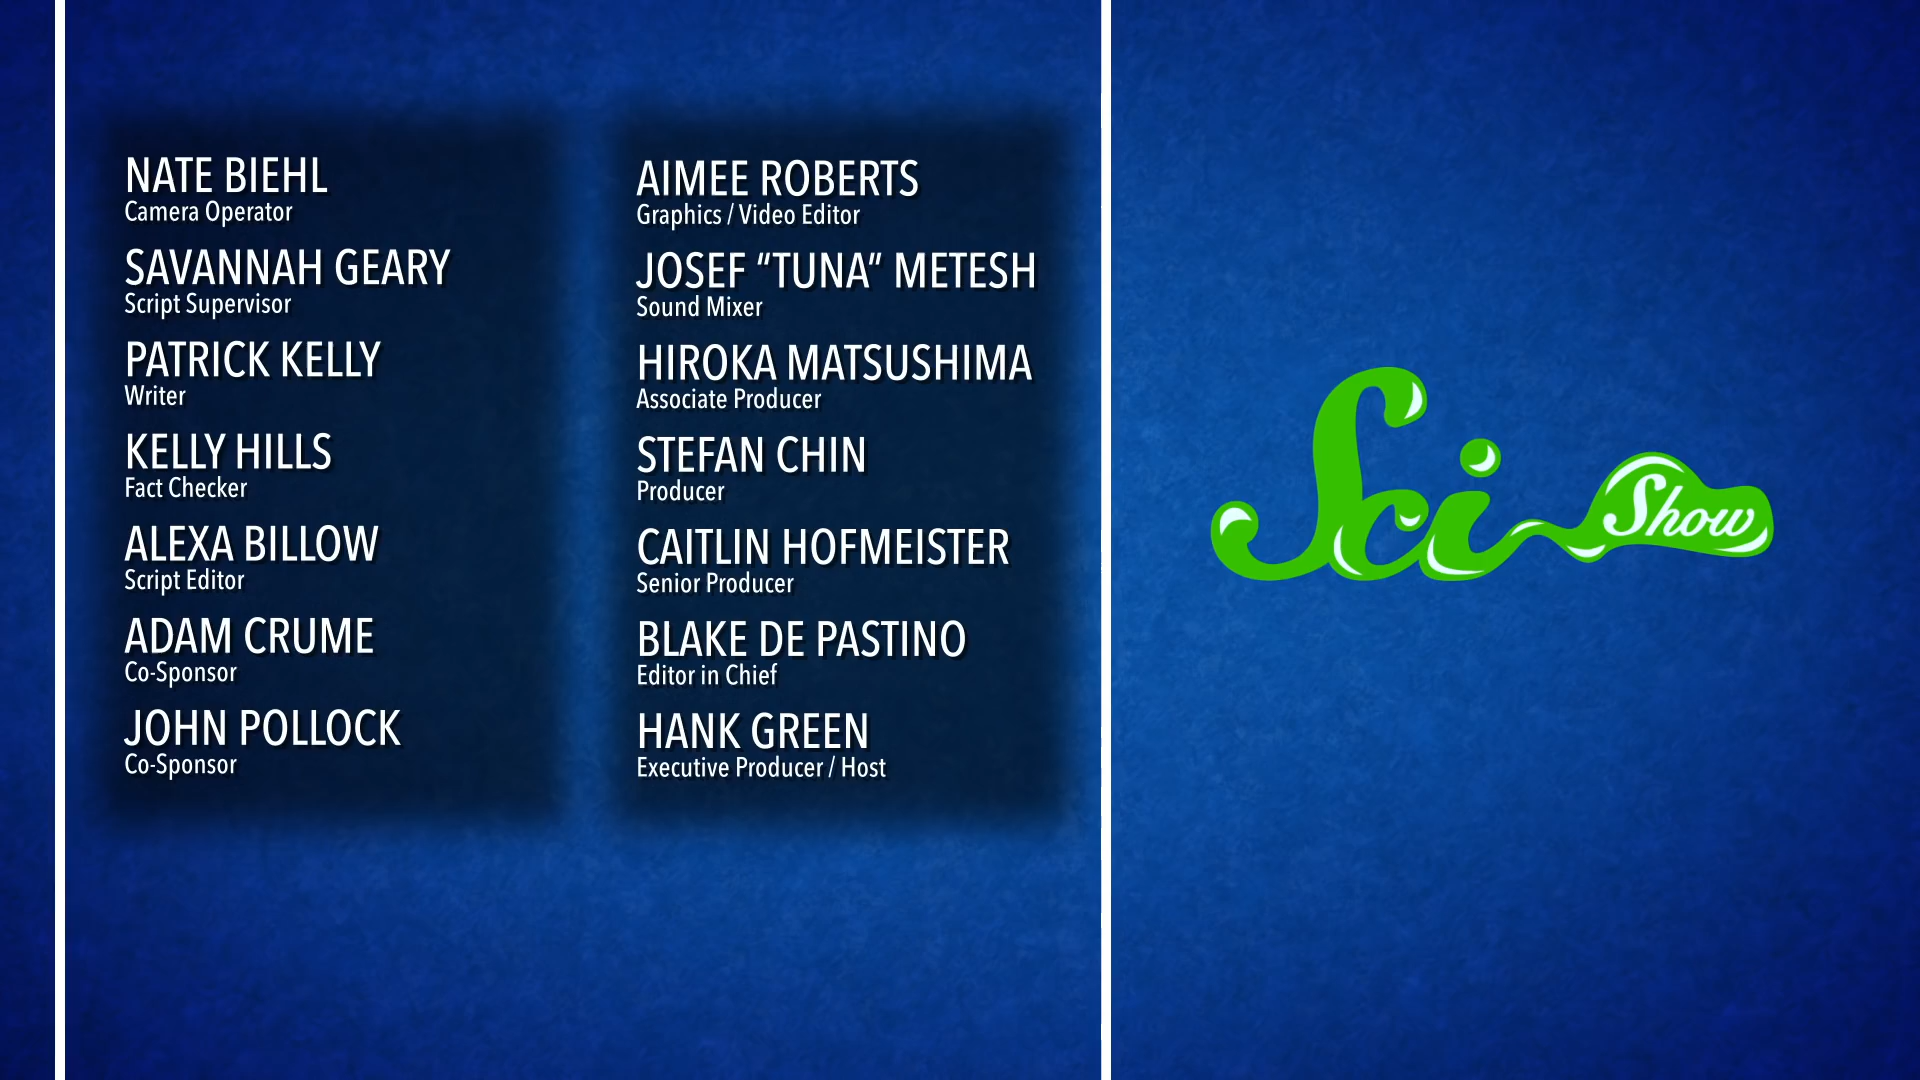 NATE BIEHL
Camera Operator
SAVANNAH GEARY
Script Supervisor
PATRICK KELLY
Writer
KELLY HILLS
Fact Checker
ALEXA BILLOW
Script Editor
ADAM CRUME
Co-Sponsor
JOHN POLLOCK
Co-Sponsor
AIMEE ROBERTS
Graphics / Video Editor
JOSEF “TUNA” METESH
Sound Mixer
HIROKA MATSUSHIMA
Associate Producer
STEFAN CHIN
Producer
CAITLIN HOFMEISTER
Senior Producer
BLAKE DE PASTINO
Editor in Chief
HANK GREEN
Executive Producer / Host
Sci Show